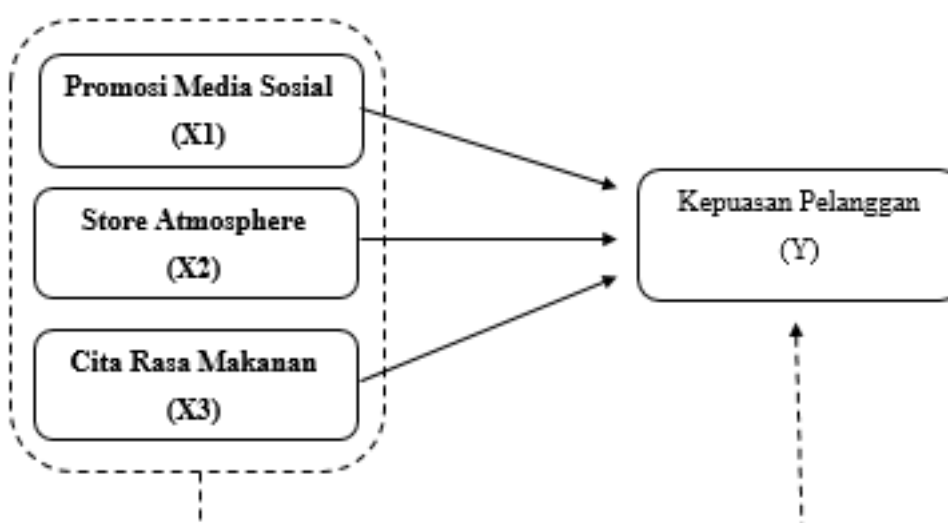 Promosi Media Sosial
(X1)
Store Atmosphere
(X2)
Cita Rasa Makanan
(X3)
Kepuasan Pelanggan
(Y)